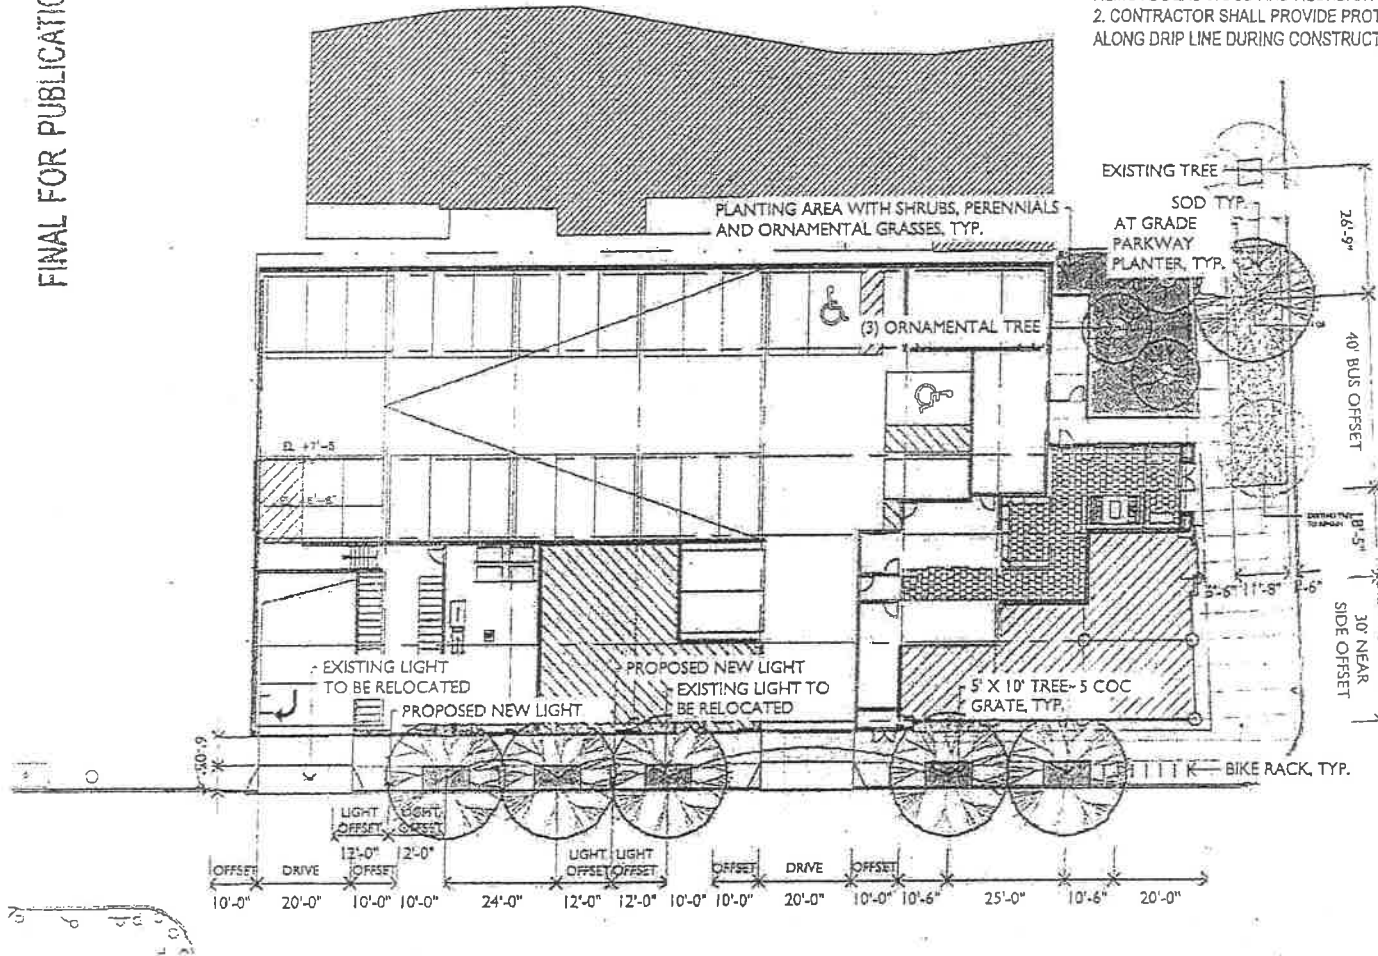 FINAL FOR PUBLICATIO
2. CONTRACTOR SHALL PROVIDE PROT
ALONG DRIP LINE DURING CONSTRUCT
EXISTING TREE
SOD TYP.
AT GRADE
PARKWAY
PLANTER, TYP.
PLANTING AREA WITH SHRUBS, PERENNIALS
AND ORNAMENTAL GRASSES, TYP.
(3) ORNAMENTAL TREE
26'-9"
40' BUS OFFSET
18'-5"
11'-8"
30' NEAR
SIDE OFFSET
EXISTING LIGHT
TO BE RELOCATED
PROPOSED NEW LIGHT
PROPOSED NEW LIGHT
EXISTING LIGHT TO
BE RELOCATED
5' X 10' TREE- 5 COC
GRATE, TYP.
BIKE RACK, TYP.
LIGHT
OFFSET
LIGHT
OFFSET
12'-0"
12'-0"
LIGHT
OFFSET
LIGHT
OFFSET
OFFSET
DRIVE
OFFSET
OFFSET
DRIVE
OFFSET
10'-0"
20'-0"
10'-0"
10'-0"
24'-0"
12'-0"
12'-0"
10'-0"
10'-0"
20'-0"
10'-0"
10'-6"
25'-0"
10'-6"
20'-0"